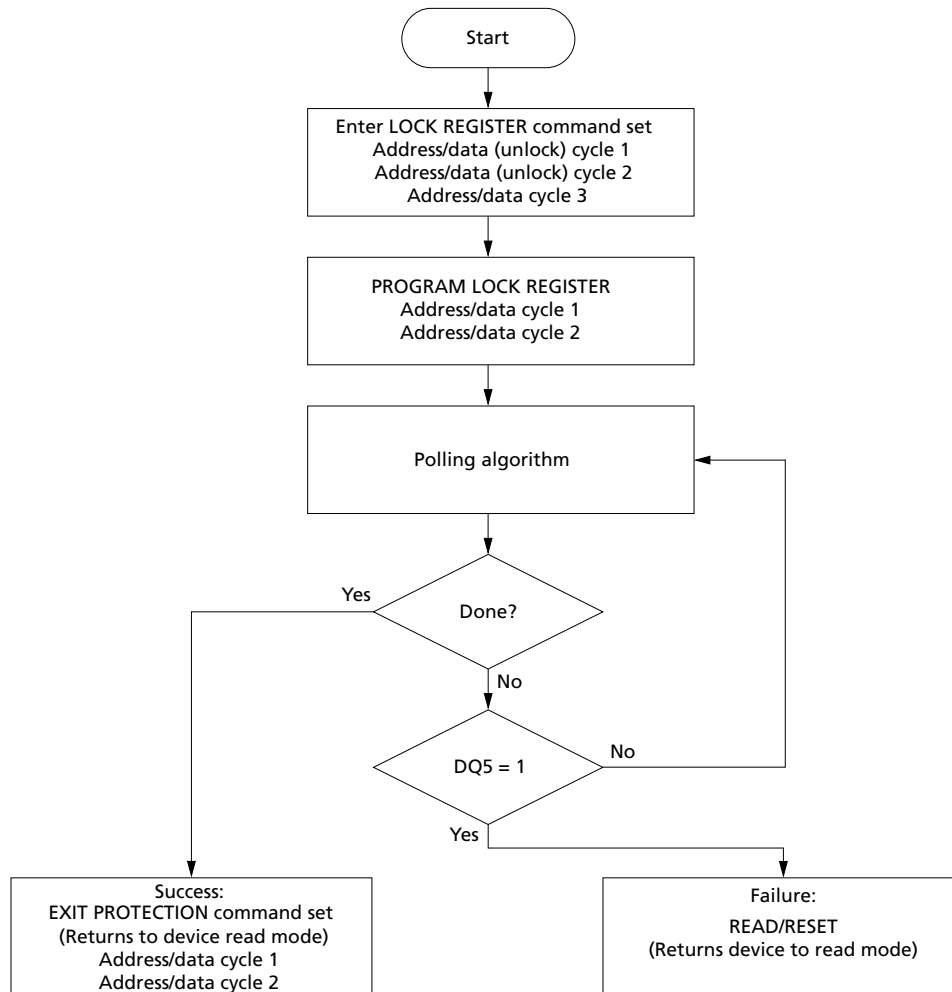 Start
Enter LOCK REGISTER command set
Address/data (unlock) cycle 1
Address/data (unlock) cycle 2
Address/data cycle 3
PROGRAM LOCK REGISTER
Address/data cycle 1
Address/data cycle 2
Polling algorithm
Yes
Done?
No
DQ5 = 1
No
Yes
Success:
EXIT PROTECTION command set
(Returns to device read mode)
Address/data cycle 1
Address/data cycle 2
Failure:
READ/RESET
(Returns device to read mode)